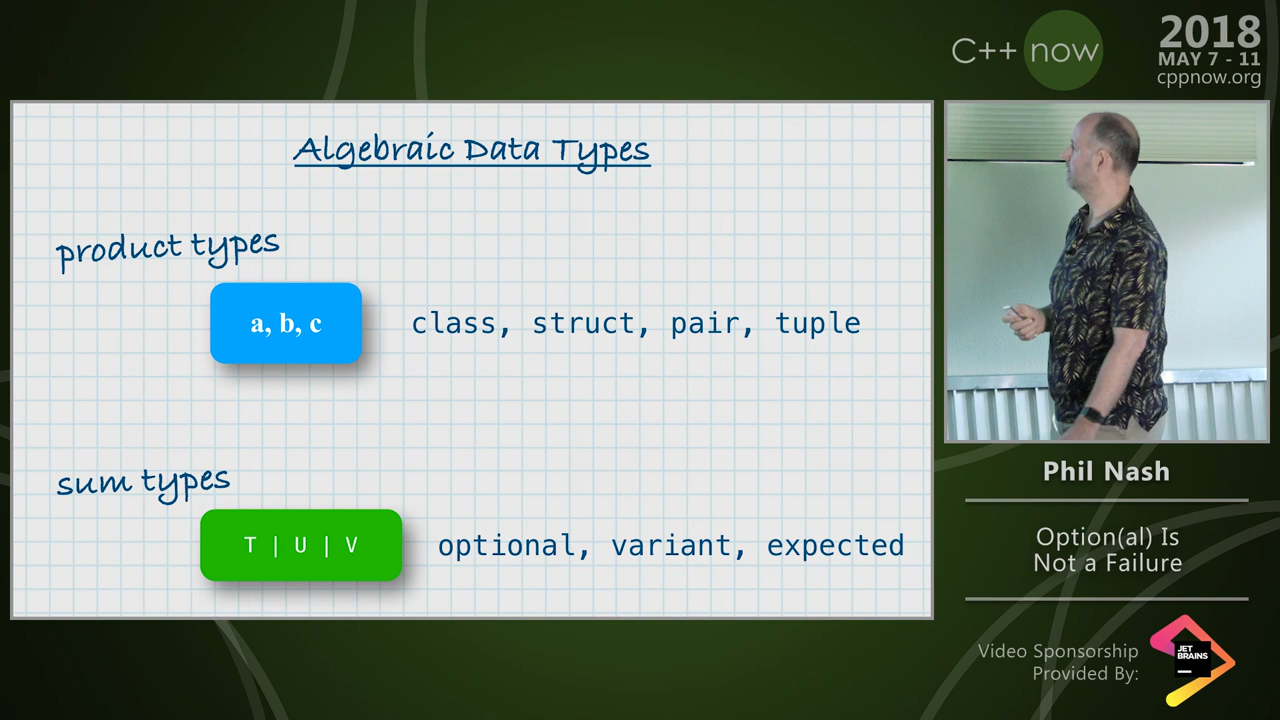 C++ now
2018
MAY 7 - 11
cppnow.org
Algebraic Data Types
product types
a, b, c
class, struct, pair, tuple
sum types
T | U | V
optional, variant, expected
Phil Nash
Option(al) Is
Not a Failure
Video Sponsorship
Provided By:
JET
BRAINS